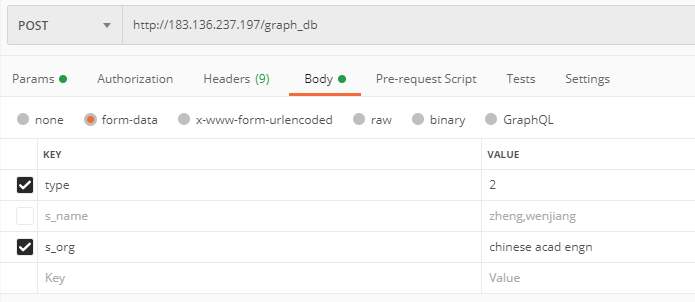 POST http://183.136.237.197/graph_db
Params Authorization Headers (9) Body Pre-request Script Tests Settings
none form-data x-www-form-urlencoded raw binary GraphQL
KEY VALUE
type 2
s_name zheng,wenjiang
s_org chinese acad engn
Key Value